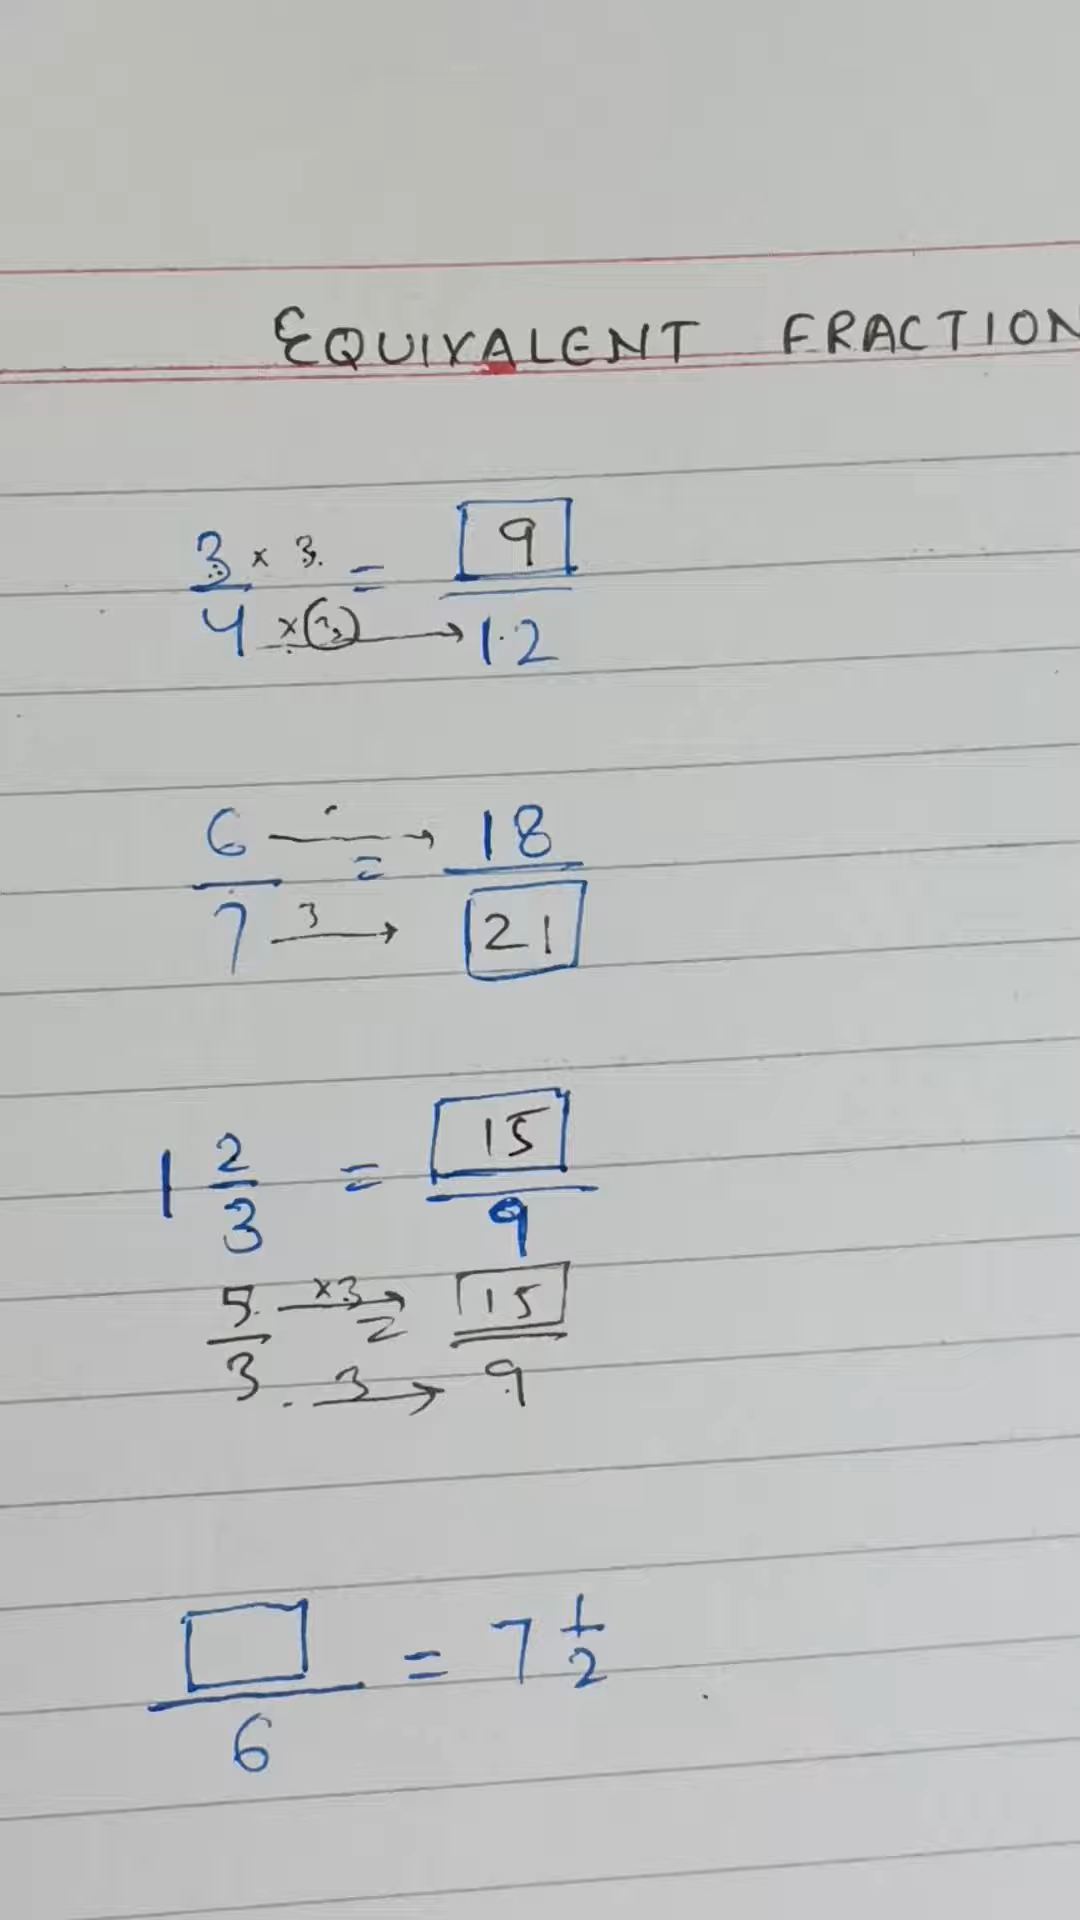 EQUIVALENT FRACTION
3 × 3 = 9
4 × 3 → 12
6 → = 18
7 3 → 21
1 2/3 = 15/9
5 ×3 → = 15
3 . 3 → 9
□/6 = 7 1/2